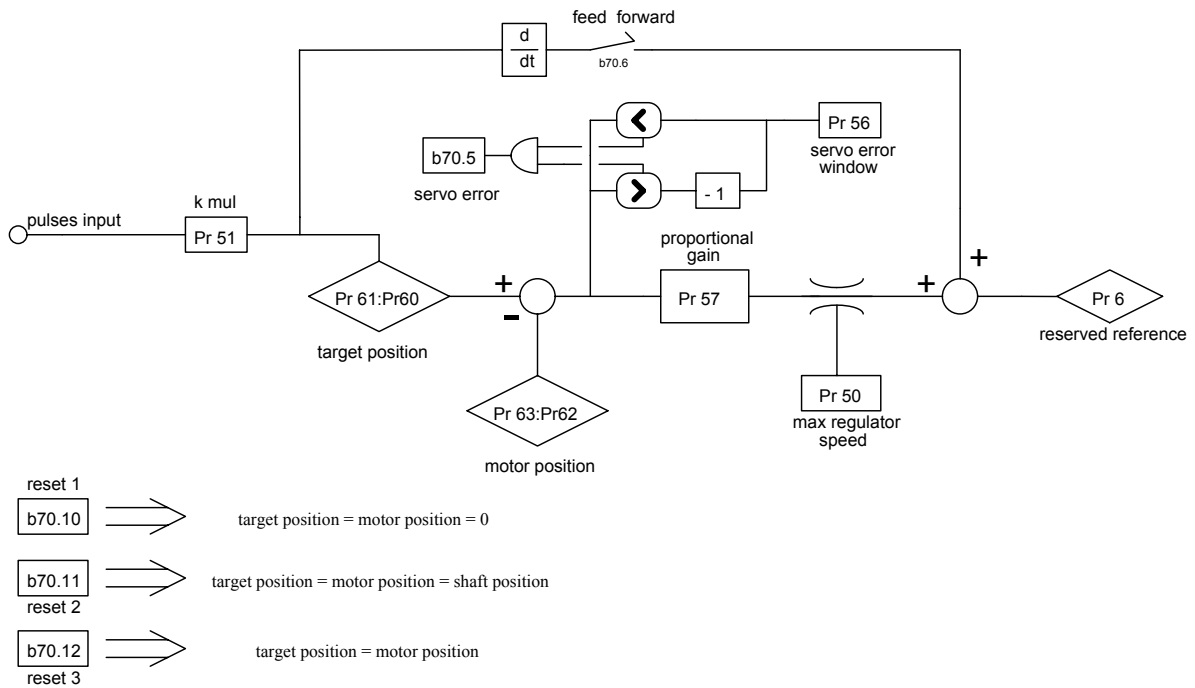 feed forward
d
dt
b70.6
Pr 56
servo error
window
b70.5
servo error
- 1
pulses input
k mul
Pr 51
proportional
gain
+
Pr 61:Pr60
+
-
Pr 57
+
Pr 6
target position
reserved reference
Pr 63:Pr62
Pr 50
motor position
max regulator
speed
reset 1
b70.10
target position = motor position = 0
b70.11
target position = motor position = shaft position
reset 2
b70.12
target position = motor position
reset 3